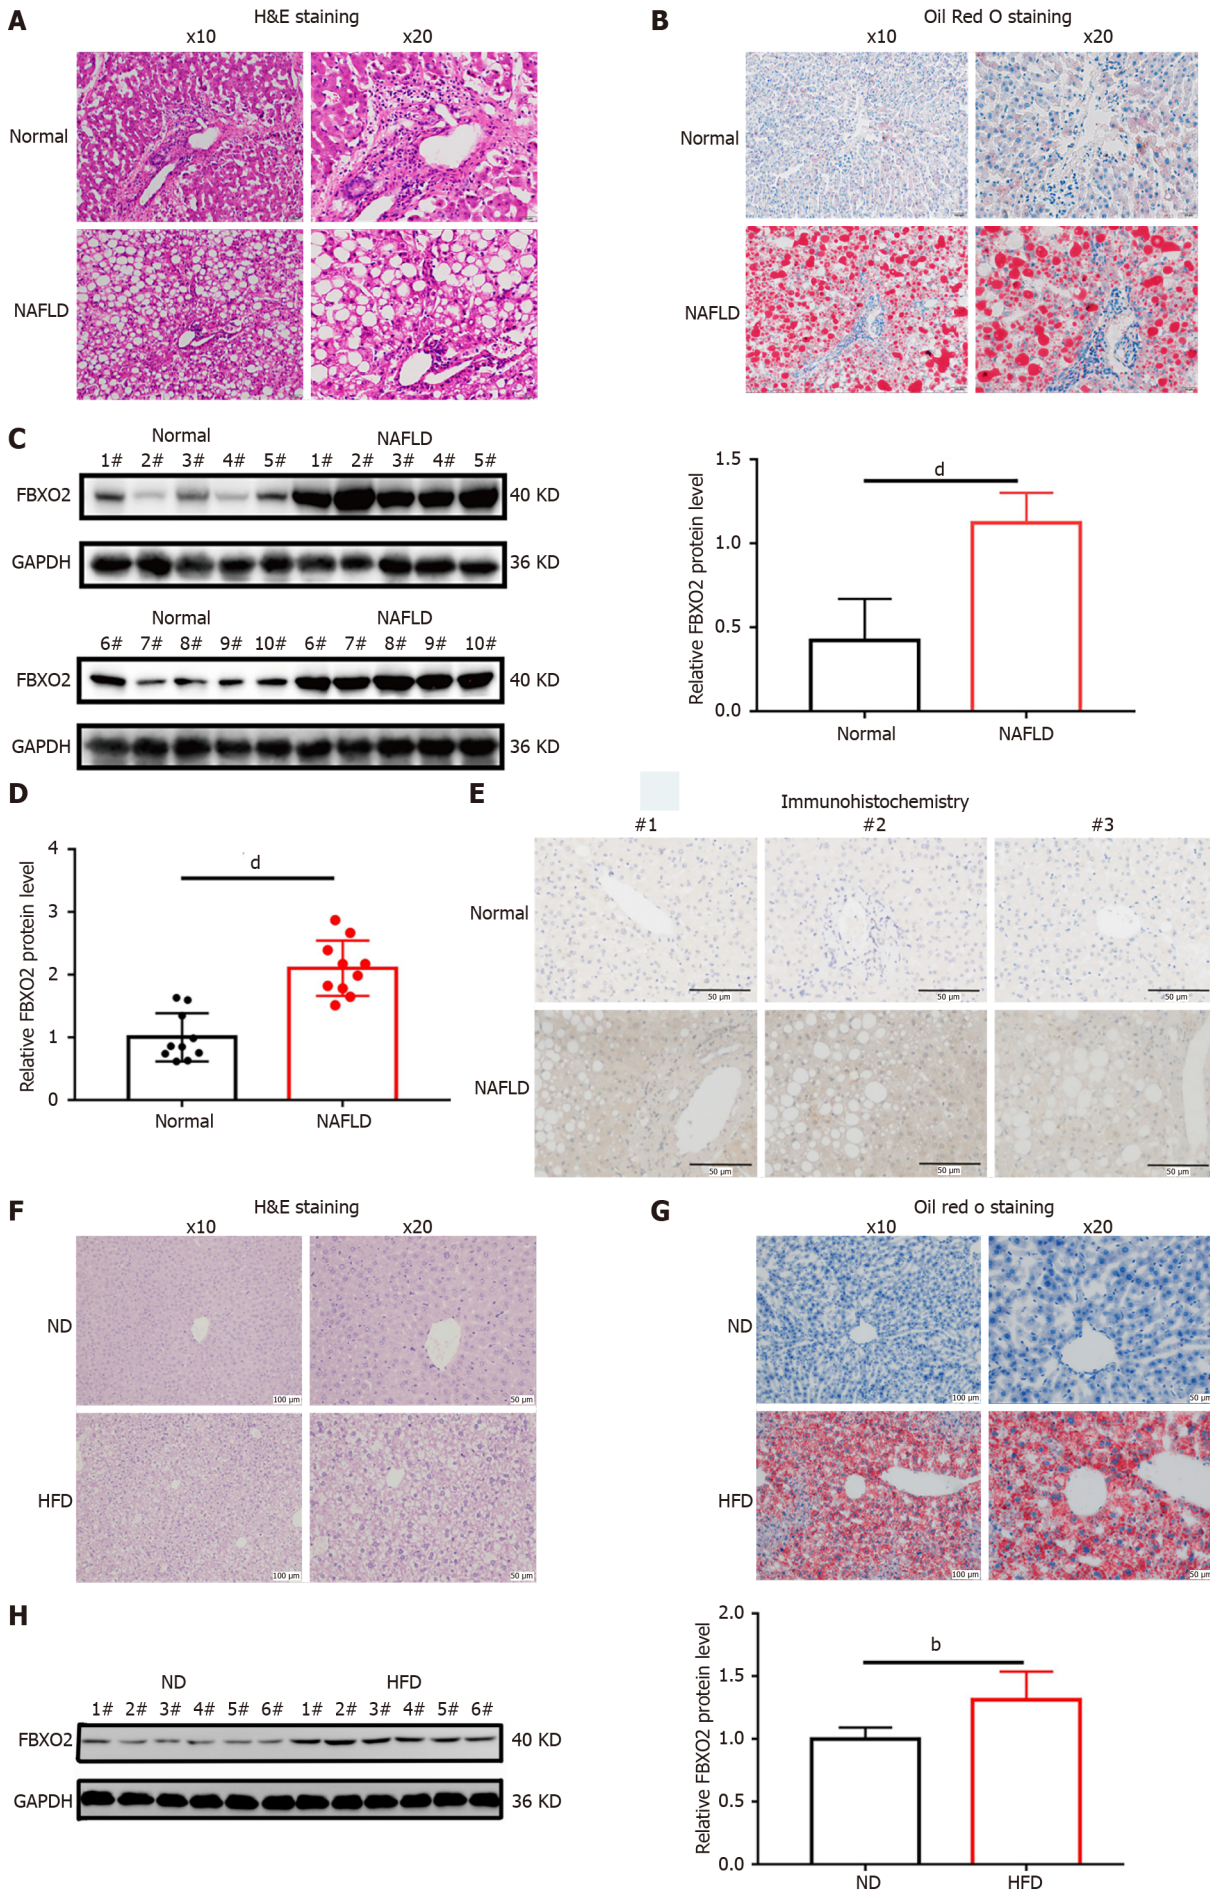 A
H&E staining
x10 x20
Normal
NAFLD
B
Oil Red O staining
x10 x20
Normal
NAFLD
C
Normal NAFLD
1# 2# 3# 4# 5# 1# 2# 3# 4# 5#
FBXO2 40 KD
GAPDH 36 KD
Normal NAFLD
6# 7# 8# 9# 10# 6# 7# 8# 9# 10#
FBXO2 40 KD
GAPDH 36 KD
Relative FBXO2 protein level
1.5
1.0
0.5
0.0
d
Normal NAFLD
D
Relative FBXO2 protein level
4
3
2
1
0
d
Normal NAFLD
E
Immunohistochemistry
#1 #2 #3
Normal
50 µm 50 µm 50 µm
NAFLD
50 µm 50 µm 50 µm
F
H&E staining
x10 x20
ND
100 µm 50 µm
HFD
100 µm 50 µm
G
Oil red o staining
x10 x20
ND
100 µm 50 µm
HFD
100 µm 50 µm
H
ND HFD
1# 2# 3# 4# 5# 6# 1# 2# 3# 4# 5# 6#
FBXO2 40 KD
GAPDH 36 KD
Relative FBXO2 protein level
2.0
1.5
1.0
0.5
0.0
b
ND HFD